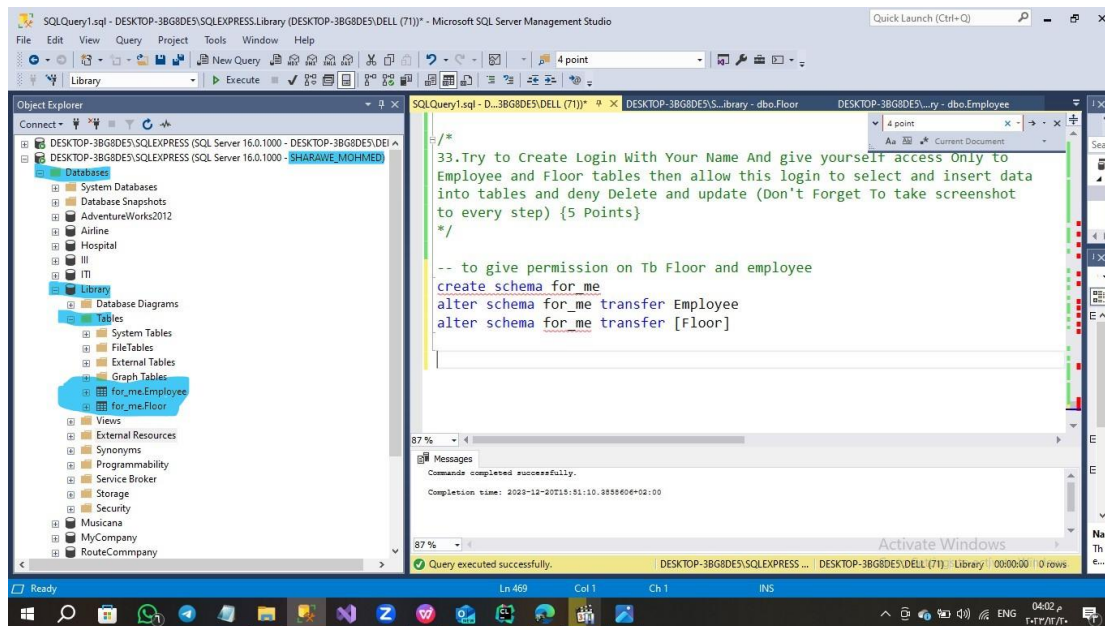 SQLQuery1.sql - DESKTOP-3BG8DE5\SQLEXPRESS.Library (DESKTOP-3BG8DE5\DELL (71))* - Microsoft SQL Server Management Studio
Quick Launch (Ctrl+Q)
File Edit View Query Project Tools Window Help
New Query
4 point
Library
Execute
Object Explorer
SQLQuery1.sql - D...3BG8DE5\DELL (71))*
DESKTOP-3BG8DE5\S...ibrary - dbo.Floor
DESKTOP-3BG8DE5\...ry - dbo.Employee
Connect
DESKTOP-3BG8DE5\SQLEXPRESS (SQL Server 16.0.1000 - DESKTOP-3BG8DE5\DEL
DESKTOP-3BG8DE5\SQLEXPRESS (SQL Server 16.0.1000 - SHARAWE_MOHMED)
Databases
System Databases
Database Snapshots
AdventureWorks2012
Airline
Hospital
III
ITI
Library
Database Diagrams
Tables
System Tables
FileTables
External Tables
Graph Tables
for_me.Employee
for_me.Floor
Views
External Resources
Synonyms
Programmability
Service Broker
Storage
Security
Musicana
MyCompany
RouteCommpany
4 point
Aa Current Document
/*
33.Try to Create Login With Your Name And give yourself access Only to
Employee and Floor tables then allow this login to select and insert data
into tables and deny Delete and update (Don't Forget To take screenshot
to every step) {5 Points}
*/
-- to give permission on Tb Floor and employee
create schema for_me
alter schema for_me transfer Employee
alter schema for_me transfer [Floor]
87 %
Messages
Commands completed successfully.
Completion time: 2023-12-20T15:51:10.3558606+02:00
87 %
Activate Windows
Query executed successfully.
DESKTOP-3BG8DE5\SQLEXPRESS ...
DESKTOP-3BG8DE5\DELL (71)
Library
00:00:00
0 rows
Sea
Na
Th
e...
Ready
Ln 469
Col 1
Ch 1
INS
ENG
04:02 م
٢٠٢٣/١٢/٢٠